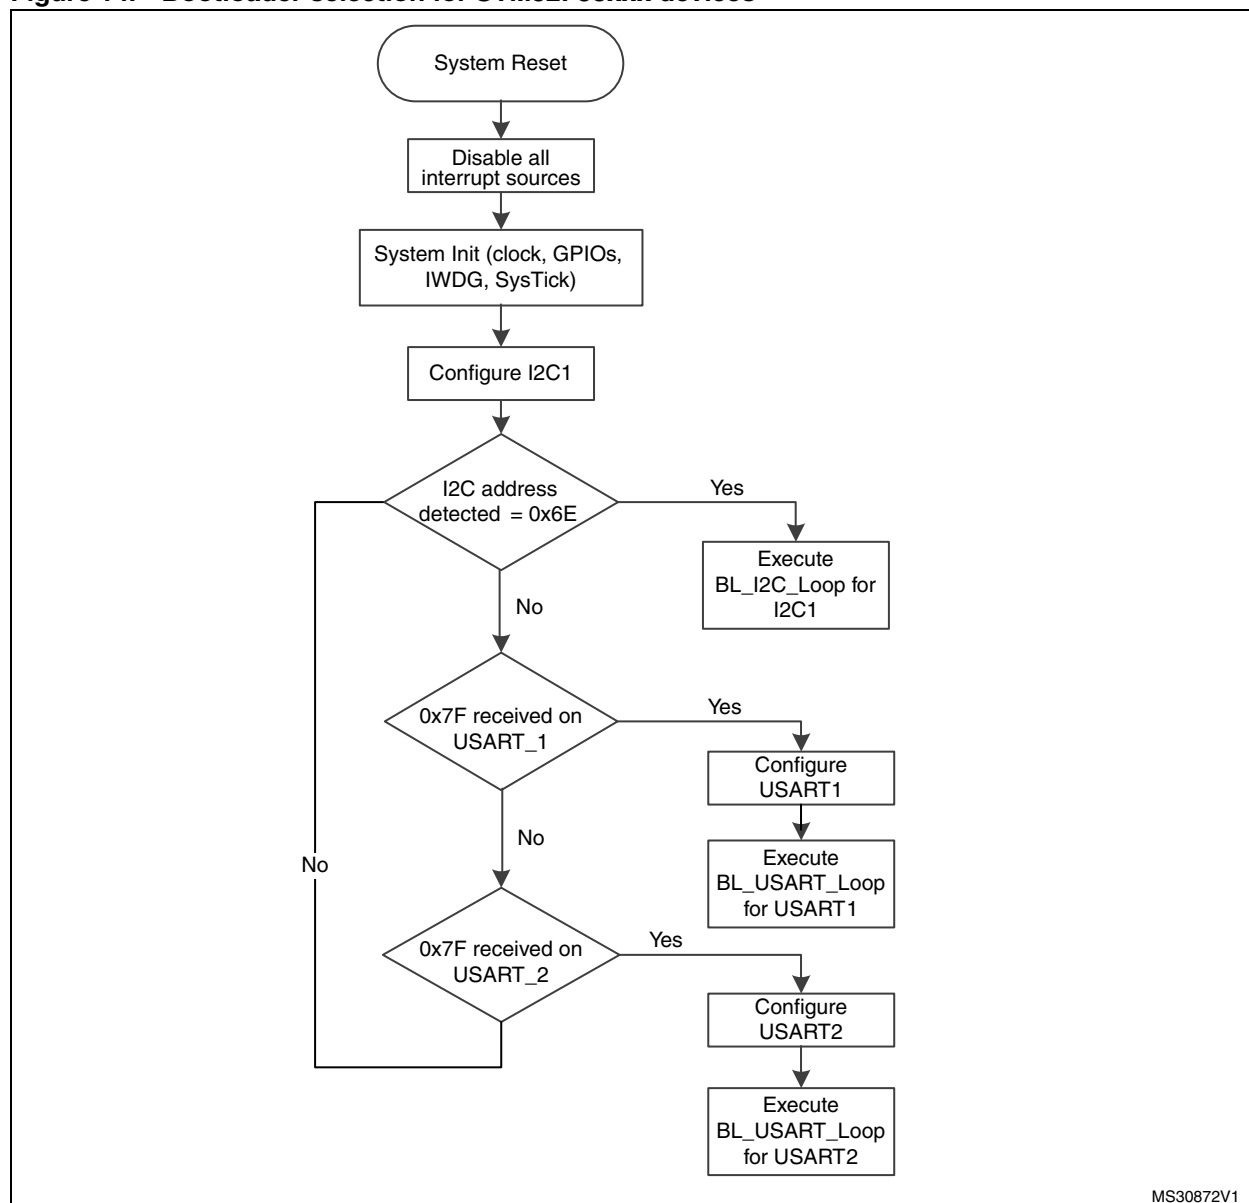 System Reset
Disable all
interrupt sources
System Init (clock, GPIOs,
IWDG, SysTick)
Configure I2C1
I2C address
detected = 0x6E
Yes
Execute
BL_I2C_Loop for
I2C1
No
0x7F received on
USART_1
Yes
Configure
USART1
No
Execute
BL_USART_Loop
for USART1
No
0x7F received on
USART_2
Yes
Configure
USART2
Execute
BL_USART_Loop
for USART2
MS30872V1